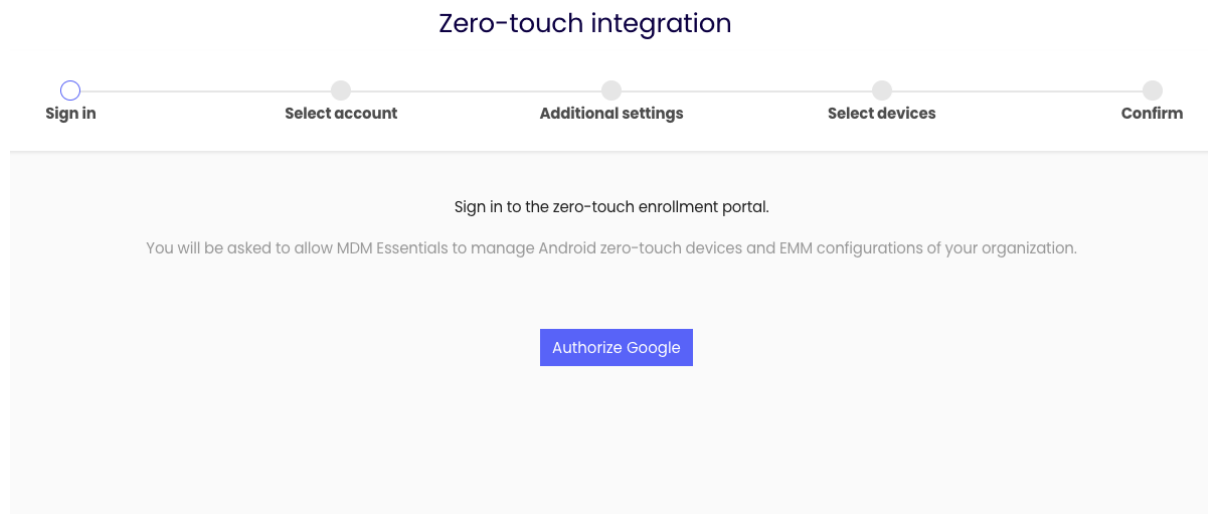 Zero-touch integration
Sign in
Select account
Additional settings
Select devices
Confirm
Sign in to the zero-touch enrollment portal.
You will be asked to allow MDM Essentials to manage Android zero-touch devices and EMM configurations of your organization.
Authorize Google